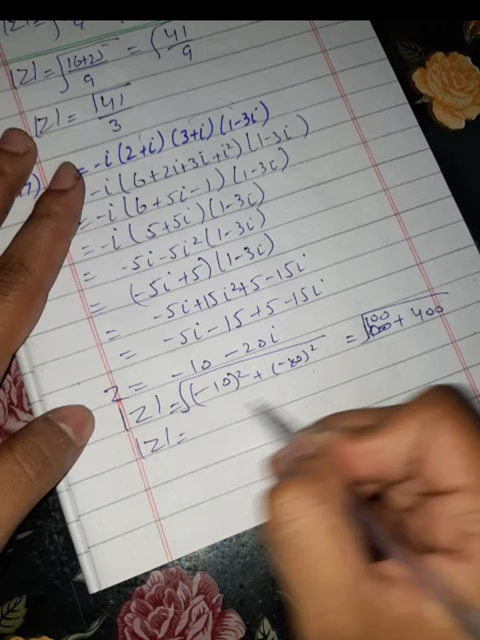 |Z| = √16+25/9 = √41/9
|Z| = √41/3
7) = -i (2+i) (3+i) (1-3i)
= -i (6+2i+3i+i²) (1-3i)
= -i (6+5i-1) (1-3i)
= -i (5+5i) (1-3i)
= -5i-5i² (1-3i)
= (-5i+5) (1-3i)
= -5i+15i²+5-15i
= -5i-15+5-15i
Z = -10-20i
|Z| = √(-10)² + (-20)² = √100 + 400
|Z| =